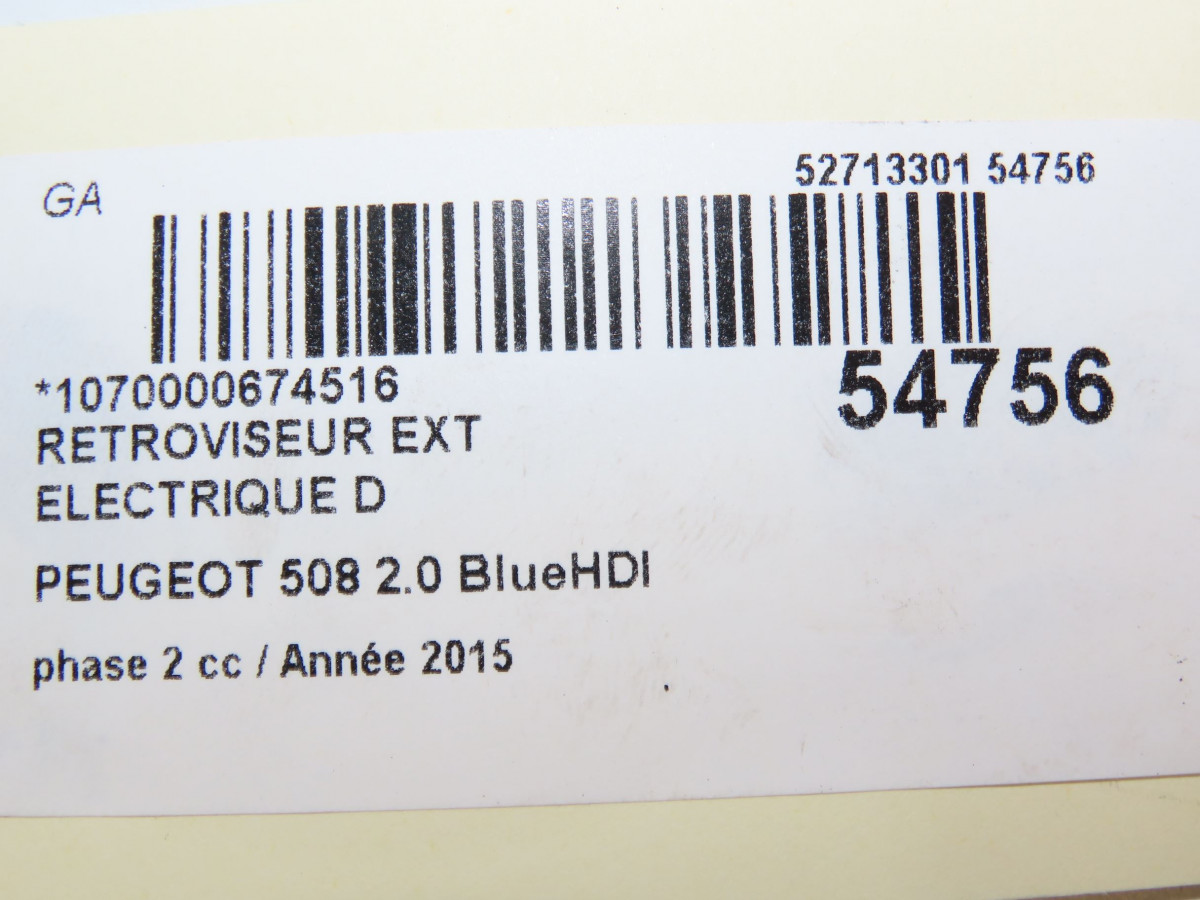 GA
52713301 54756
*1070000674516
54756
RETROVISEUR EXT
ELECTRIQUE D
PEUGEOT 508 2.0 BlueHDI
phase 2 cc / Année 2015